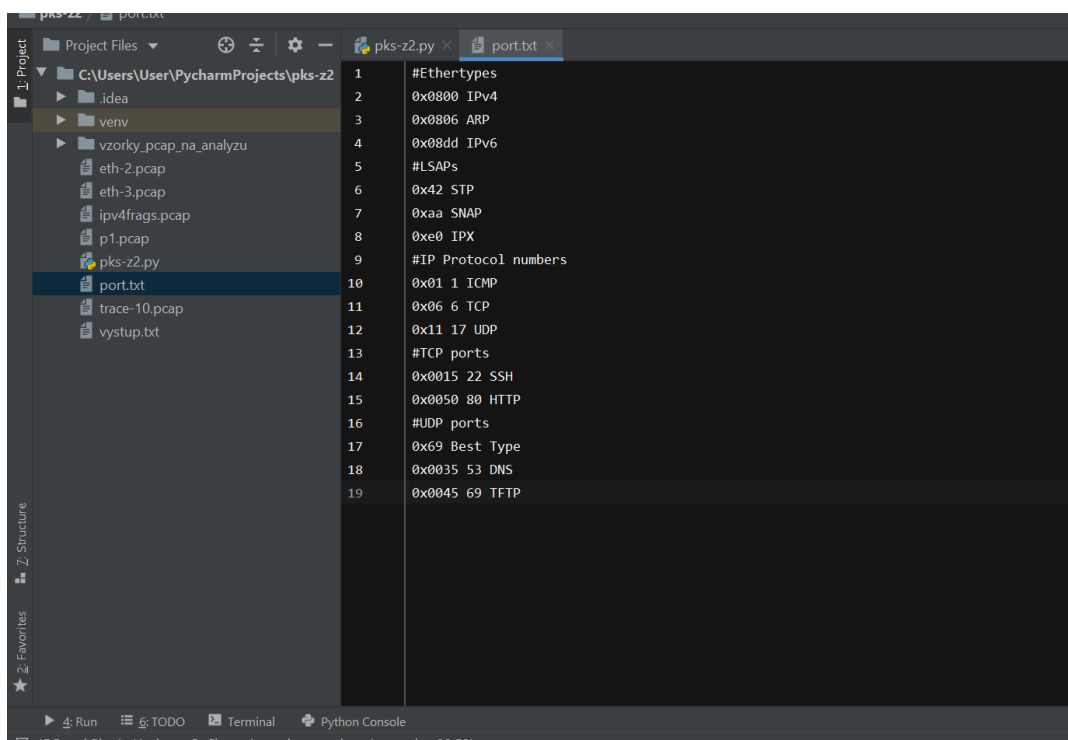 pks-z2 / port.txt
1: Project
Project Files
pks-z2.py
port.txt
C:\Users\User\PycharmProjects\pks-z2
.idea
venv
vzorky_pcap_na_analyzu
eth-2.pcap
eth-3.pcap
ipv4frags.pcap
p1.pcap
pks-z2.py
port.txt
trace-10.pcap
vystup.txt
1 #Ethertypes
2 0x0800 IPv4
3 0x0806 ARP
4 0x08dd IPv6
5 #LSAPs
6 0x42 STP
7 0xaa SNAP
8 0xe0 IPX
9 #IP Protocol numbers
10 0x01 1 ICMP
11 0x06 6 TCP
12 0x11 17 UDP
13 #TCP ports
14 0x0015 22 SSH
15 0x0050 80 HTTP
16 #UDP ports
17 0x69 Best Type
18 0x0035 53 DNS
19 0x0045 69 TFTP
Z: Structure
2: Favorites
4: Run
6: TODO
Terminal
Python Console